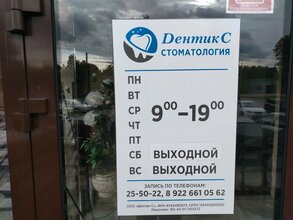 ДентикС
СТОМАТОЛОГИЯ
ПН
ВТ
СР 9⁰⁰-19⁰⁰
ЧТ
ПТ
СБ ВЫХОДНОЙ
ВС ВЫХОДНОЙ
ЗАПИСЬ ПО ТЕЛЕФОНАМ:
25-50-22, 8 922 661 05 62